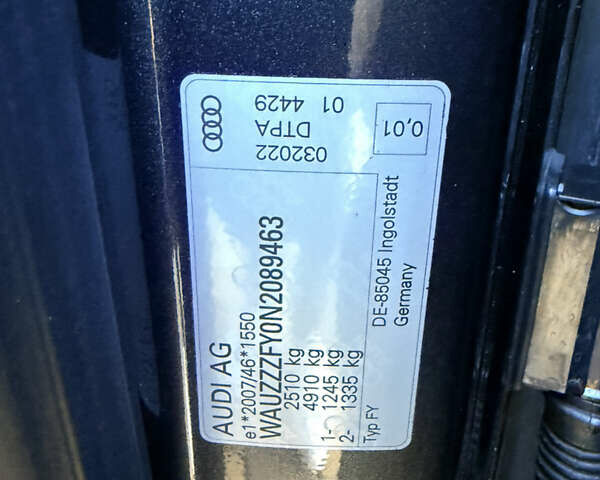 AUDI AG
e1*2007/46*1550
WAUZZZFY0N2089463
2510 kg
4910 kg
1- 1245 kg
2- 1335 kg
Typ FY
DE-85045 Ingolstadt
Germany
032022
DTPA
01 4429
0,01